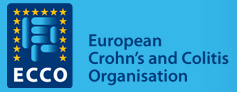 European
Crohn's and Colitis
Organisation
ECCO